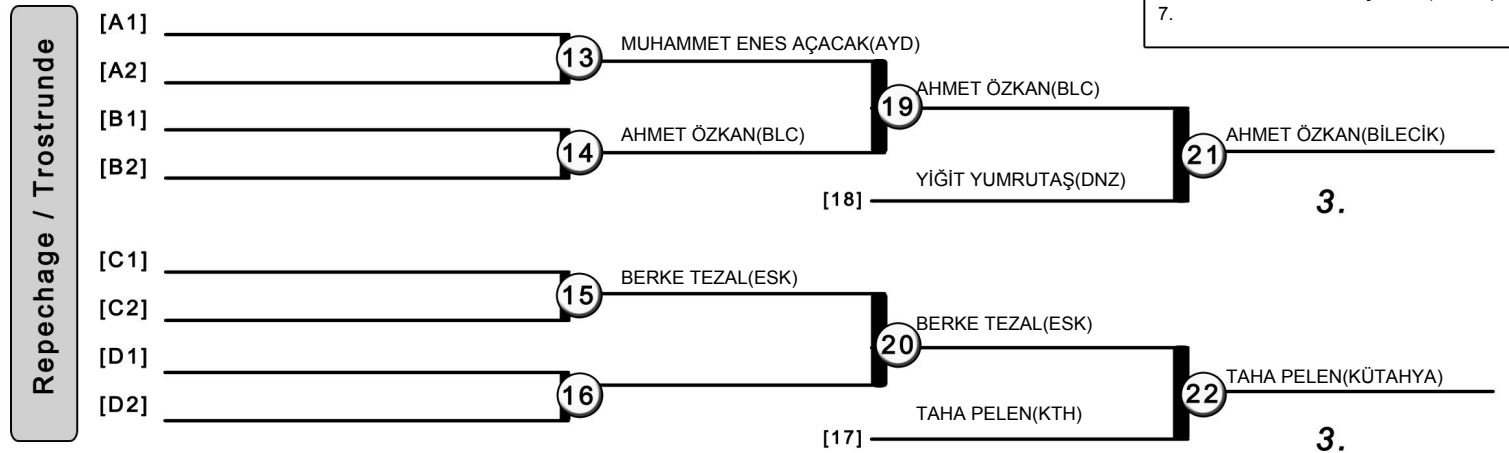 7.
Repechage / Trostrunde
[A1]
[A2]
13
MUHAMMET ENES AÇACAK(AYD)
[B1]
[B2]
14
AHMET ÖZKAN(BLC)
19
AHMET ÖZKAN(BLC)
[18]
YİĞİT YUMRUTAŞ(DNZ)
21
AHMET ÖZKAN(BİLECİK)
3.
[C1]
[C2]
15
BERKE TEZAL(ESK)
[D1]
[D2]
16
20
BERKE TEZAL(ESK)
[17]
TAHA PELEN(KTH)
22
TAHA PELEN(KÜTAHYA)
3.